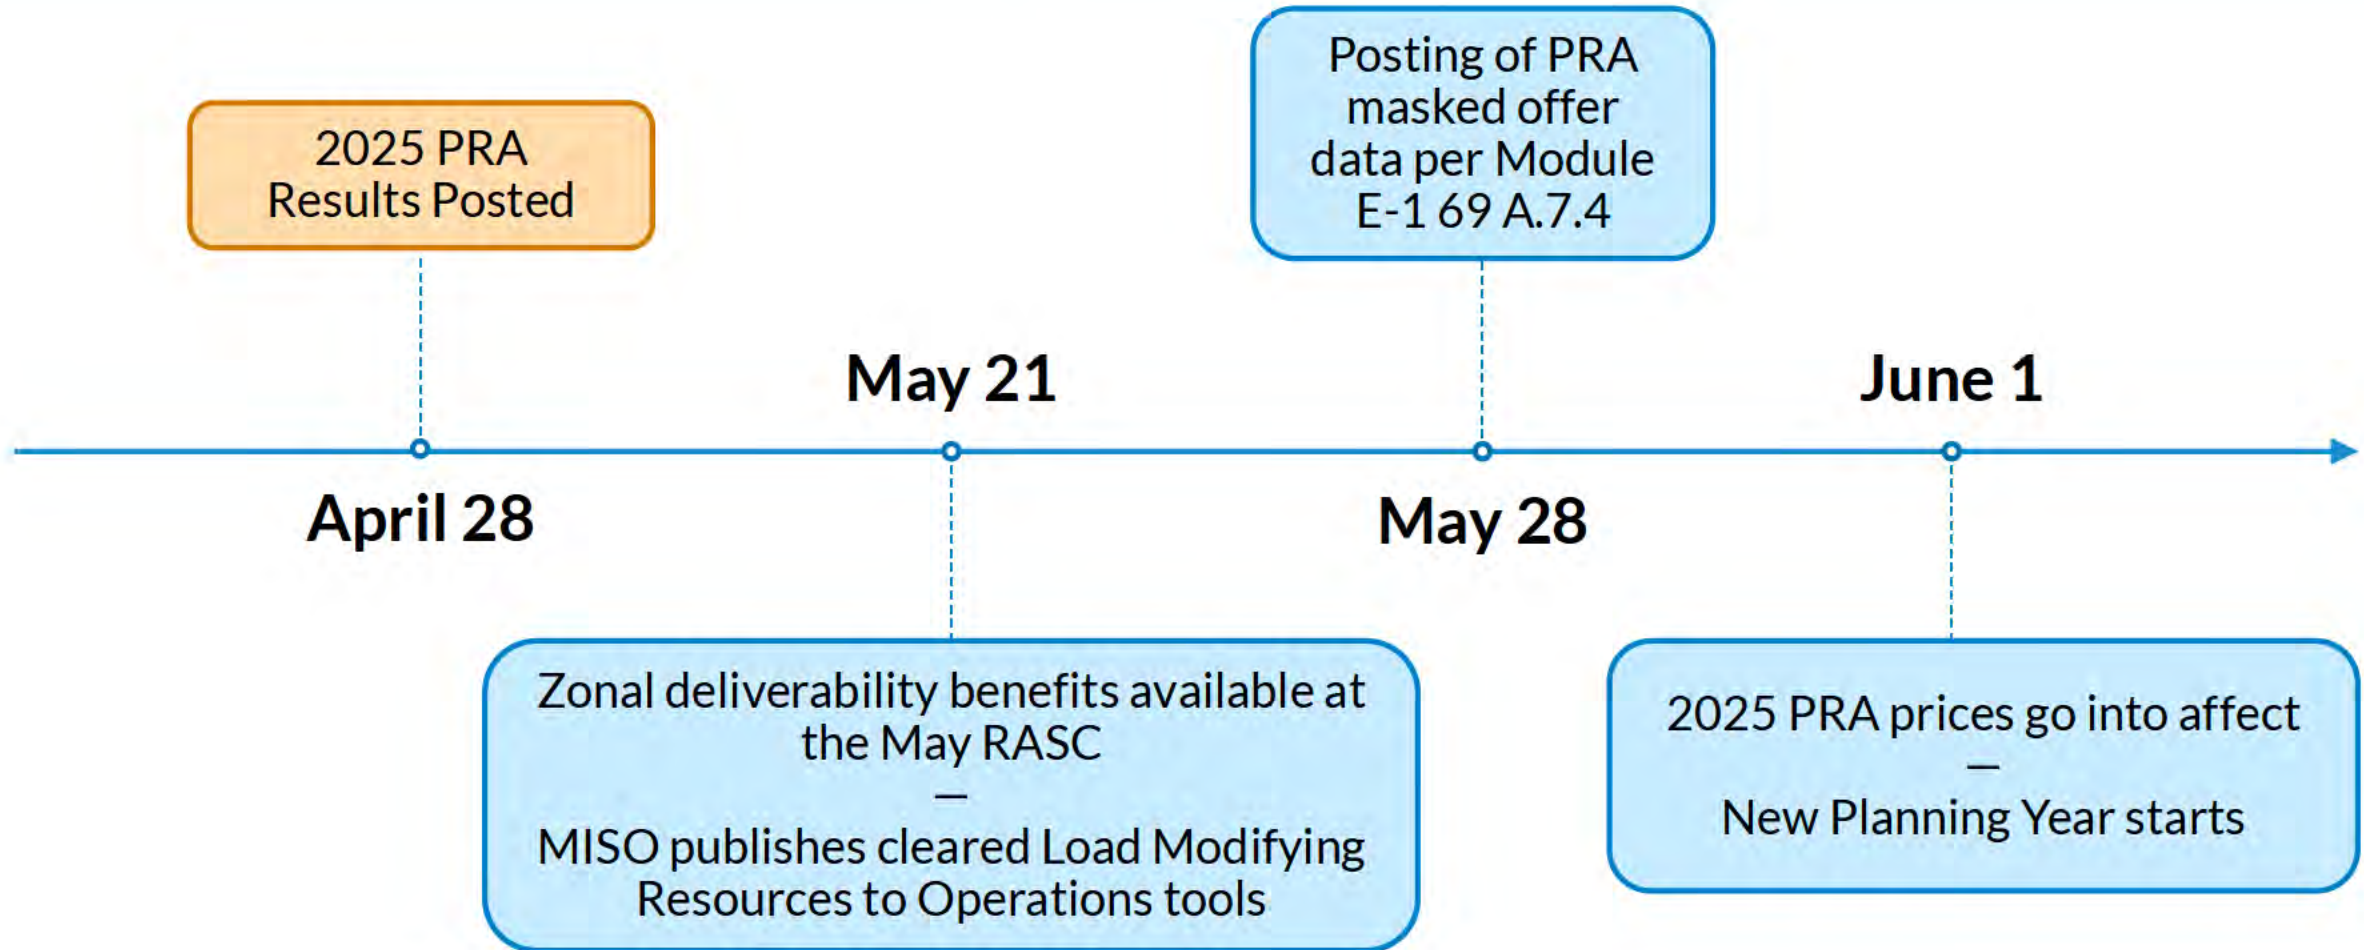 2025 PRA
Results Posted
April 28
May 21
Zonal deliverability benefits available at
the May RASC
—
MISO publishes cleared Load Modifying
Resources to Operations tools
Posting of PRA
masked offer
data per Module
E-1 69 A.7.4
May 28
June 1
2025 PRA prices go into affect
—
New Planning Year starts